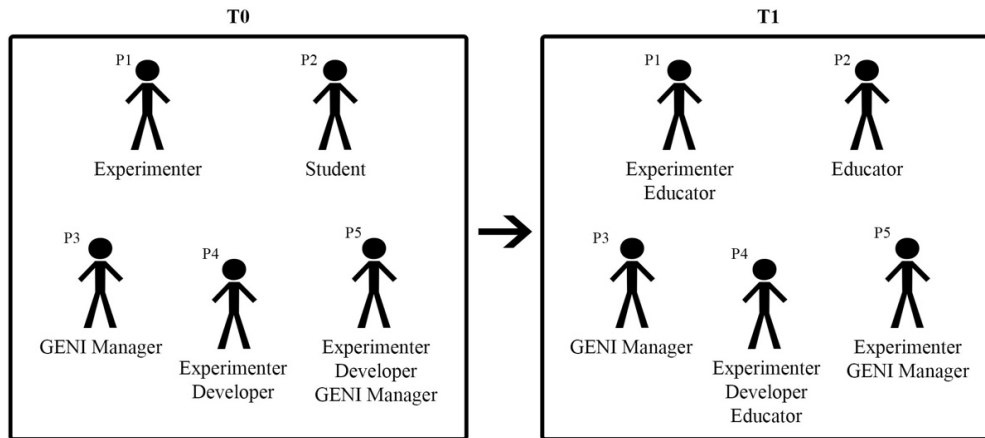 T0
P1
Experimenter
P2
Student
P3
GENI Manager
P4
Experimenter
Developer
P5
Experimenter
Developer
GENI Manager
T1
P1
Experimenter
Educator
P2
Educator
P3
GENI Manager
P4
Experimenter
Developer
Educator
P5
Experimenter
GENI Manager